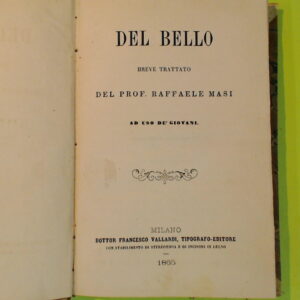 DEL BELLO
BREVE TRATTATO
DEL PROF. RAFFAELE MASI
AD USO DE' GIOVANI.
MILANO
DOTTOR FRANCESCO VALLARDI, TIPOGRAFO-EDITORE
CON STABILIMENTO DI STEREOTIPIA E DI INCISIONI IN LEGNO
1865